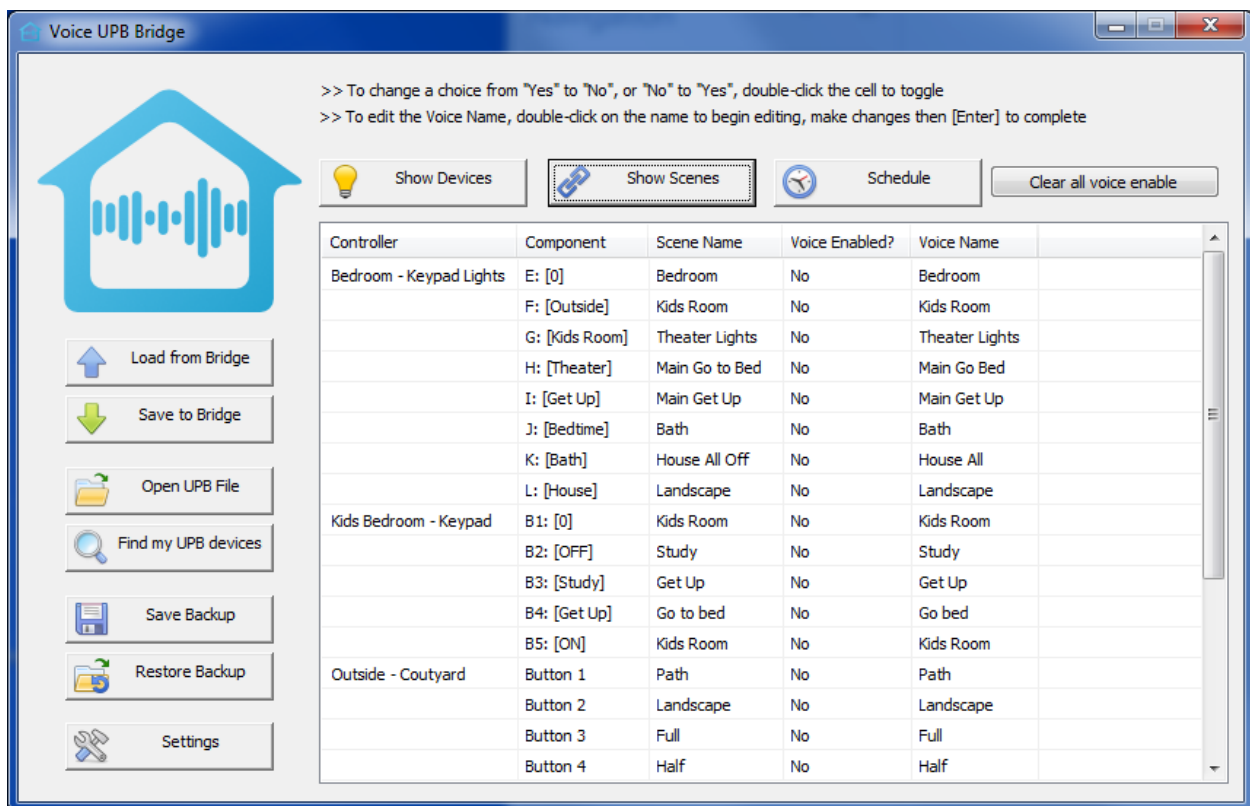 Voice UPB Bridge
>> To change a choice from "Yes" to "No", or "No" to "Yes", double-click the cell to toggle
>> To edit the Voice Name, double-click on the name to begin editing, make changes then [Enter] to complete
Show Devices Show Scenes Schedule Clear all voice enable
Load from Bridge
Save to Bridge
Open UPB File
Find my UPB devices
Save Backup
Restore Backup
Settings
Controller Component Scene Name Voice Enabled? Voice Name
Bedroom - Keypad Lights E: [0] Bedroom No Bedroom
F: [Outside] Kids Room No Kids Room
G: [Kids Room] Theater Lights No Theater Lights
H: [Theater] Main Go to Bed No Main Go Bed
I: [Get Up] Main Get Up No Main Get Up
J: [Bedtime] Bath No Bath
K: [Bath] House All Off No House All
L: [House] Landscape No Landscape
Kids Bedroom - Keypad B1: [0] Kids Room No Kids Room
B2: [OFF] Study No Study
B3: [Study] Get Up No Get Up
B4: [Get Up] Go to bed No Go bed
B5: [ON] Kids Room No Kids Room
Outside - Coutyard Button 1 Path No Path
Button 2 Landscape No Landscape
Button 3 Full No Full
Button 4 Half No Half